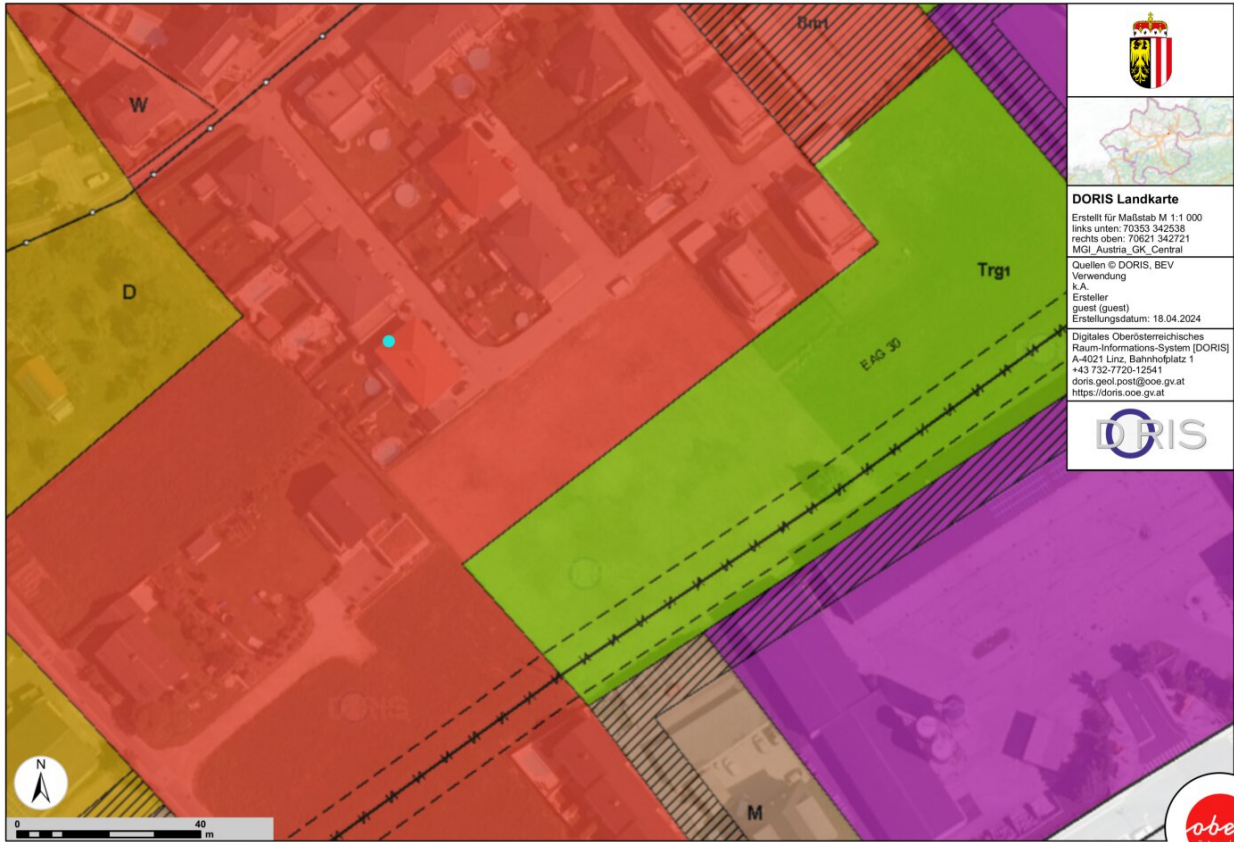 Bm1
W
D
Trg1
EAG 30
M
N
0 40
m
DORIS
DORIS Landkarte
Erstellt für Maßstab M 1:1 000
links unten: 70353 342538
rechts oben: 70621 342721
MGI_Austria_GK_Central
Quellen © DORIS, BEV
Verwendung
k.A.
Ersteller
guest (guest)
Erstellungsdatum: 18.04.2024
Digitales Oberösterreichisches
Raum-Informations-System [DORIS]
A-4021 Linz, Bahnhofplatz 1
+43 732-7720-12541
doris.geol.post@ooe.gv.at
https://doris.ooe.gv.at
DORIS
obe